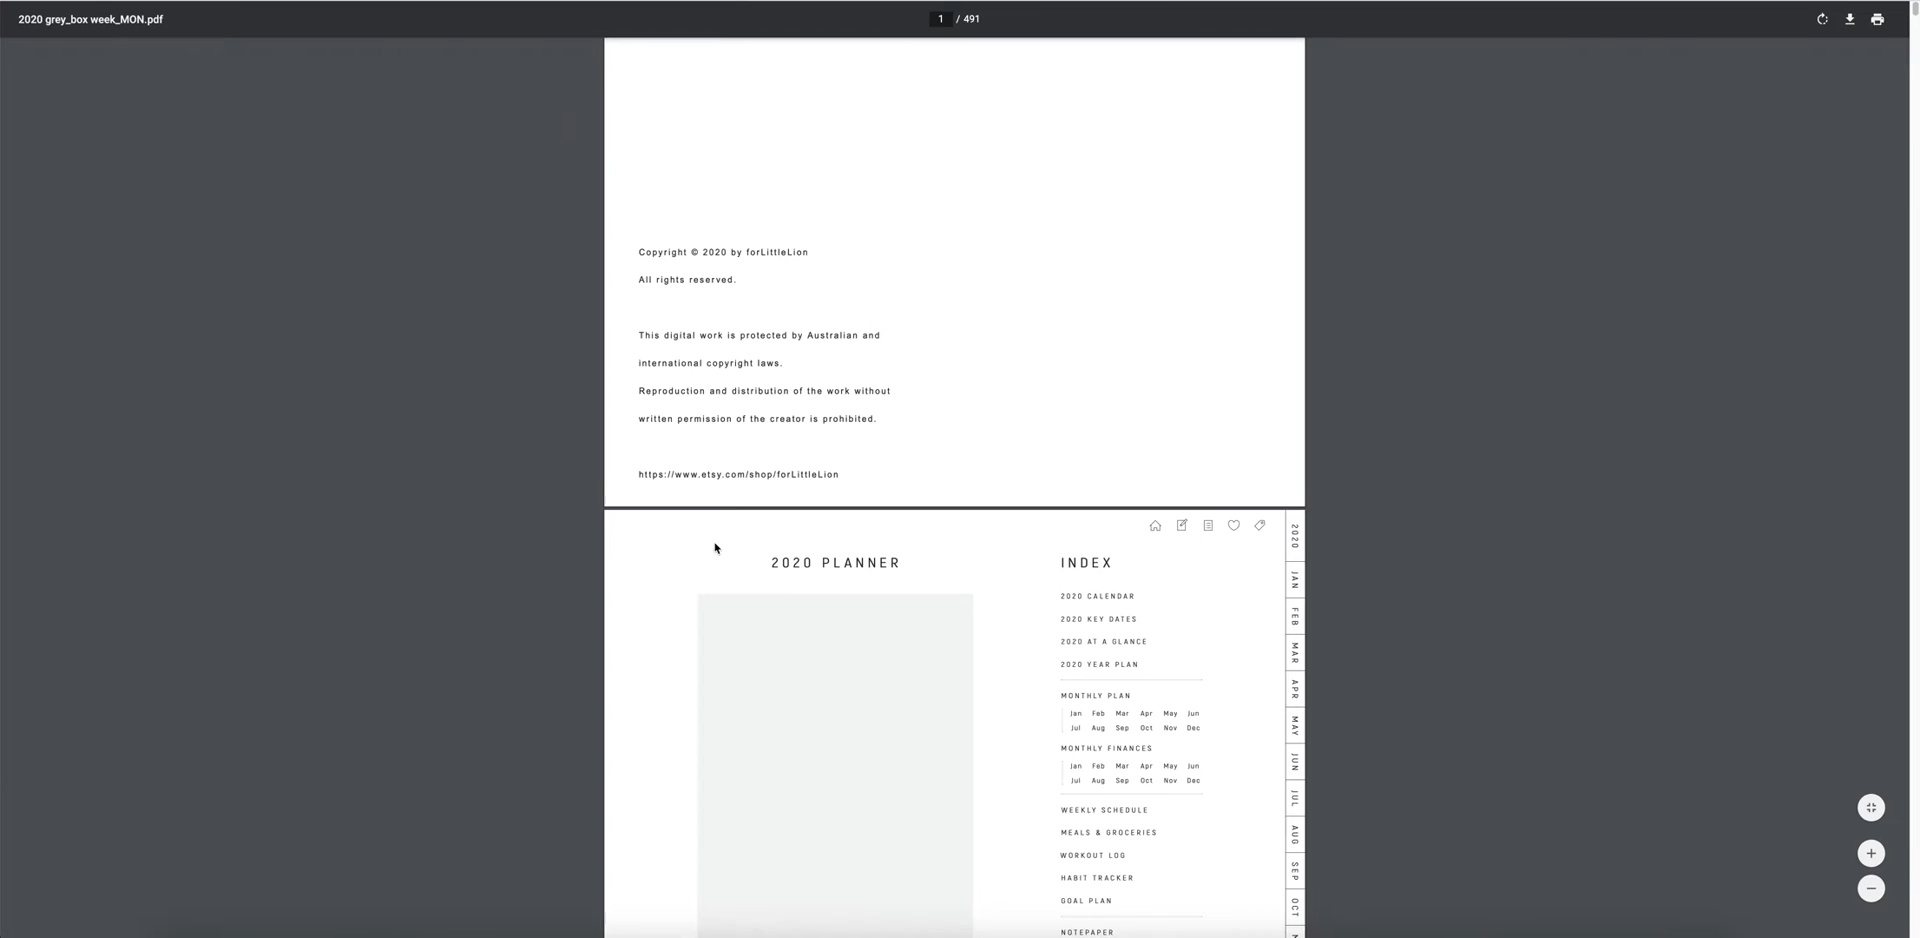 2020 grey_box week_MON.pdf
1 / 491
Copyright © 2020 by forLittleLion
All rights reserved.
This digital work is protected by Australian and
international copyright laws.
Reproduction and distribution of the work without
written permission of the creator is prohibited.
https://www.etsy.com/shop/forLittleLion
2020 PLANNER
INDEX
2020 CALENDAR
2020 KEY DATES
2020 AT A GLANCE
2020 YEAR PLAN
MONTHLY PLAN
Jan Feb Mar Apr May Jun
Jul Aug Sep Oct Nov Dec
MONTHLY FINANCES
Jan Feb Mar Apr May Jun
Jul Aug Sep Oct Nov Dec
WEEKLY SCHEDULE
MEALS & GROCERIES
WORKOUT LOG
HABIT TRACKER
GOAL PLAN
NOTEPAPER
2020
JAN
FEB
MAR
APR
MAY
JUN
JUL
AUG
SEP
OCT